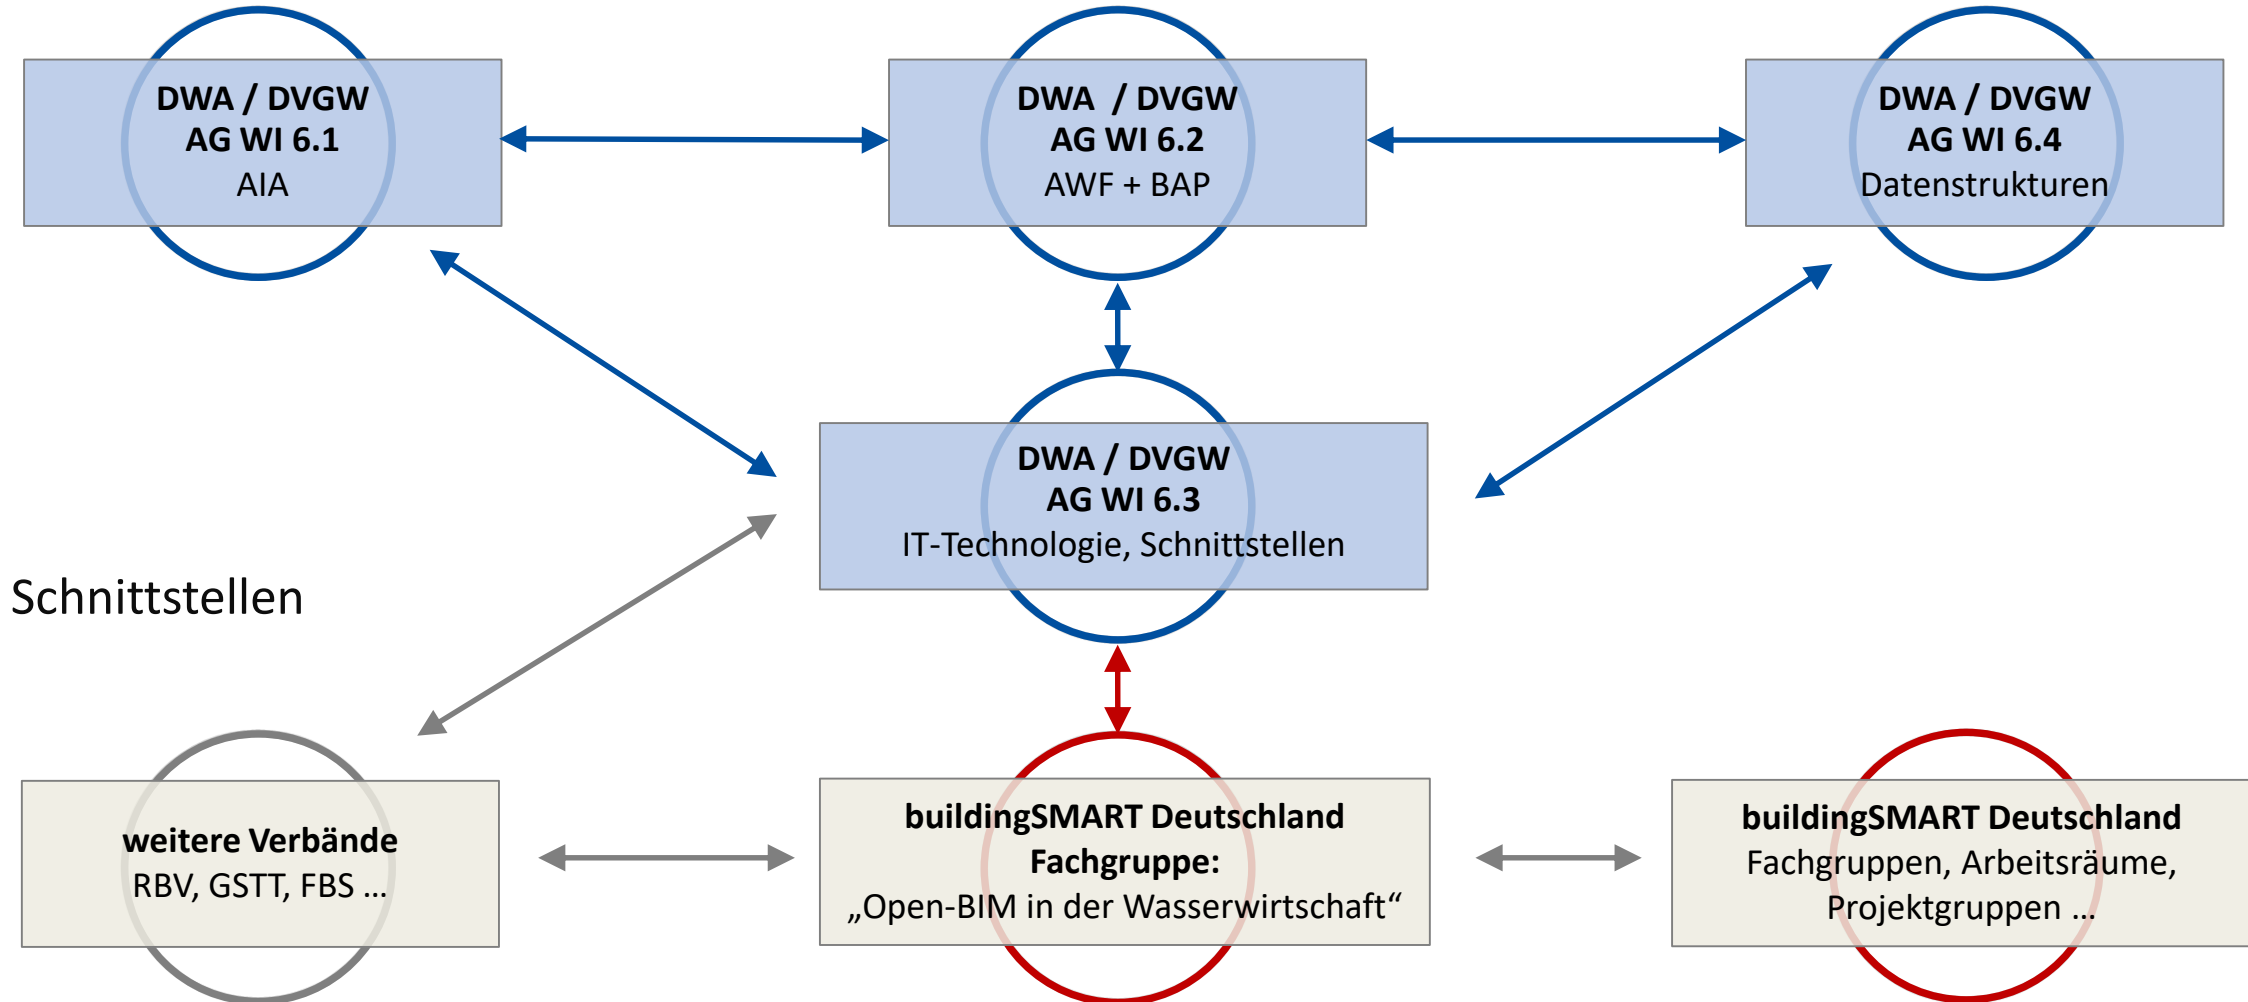 DWA / DVGW
AG WI 6.1
AIA
DWA / DVGW
AG WI 6.2
AWF + BAP
DWA / DVGW
AG WI 6.4
Datenstrukturen
DWA / DVGW
AG WI 6.3
IT-Technologie, Schnittstellen
Schnittstellen
weitere Verbände
RBV, GSTT, FBS ...
buildingSMART Deutschland
Fachgruppe:
„Open-BIM in der Wasserwirtschaft“
buildingSMART Deutschland
Fachgruppen, Arbeitsräume,
Projektgruppen ...